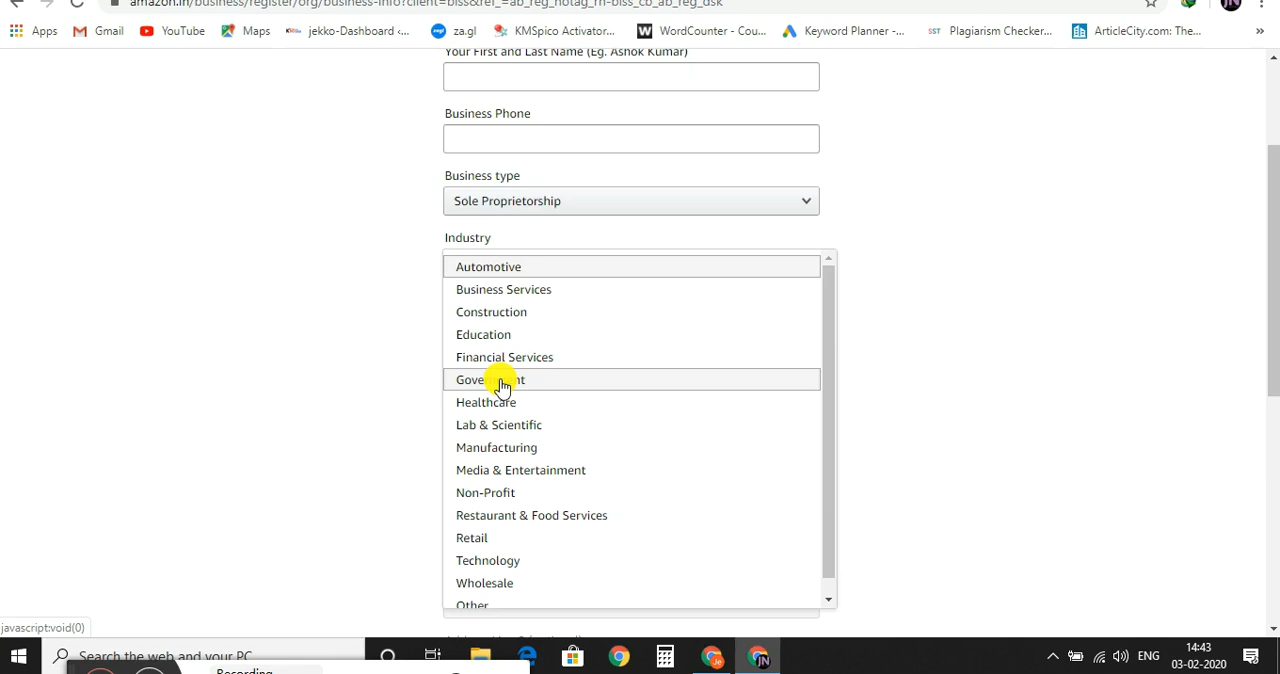 amazon.in/business/register/org/business-info?client=biss&ref_=ab_reg_notag_rn-biss_cb_ab_reg_dsk
Apps Gmail YouTube Maps jekko-Dashboard ‹... za.gl KMSpico Activator... WordCounter - Cou... Keyword Planner -... SST Plagiarism Checker... ArticleCity.com: The... »
Your First and Last Name (Eg. Ashok Kumar)
Business Phone
Business type
Sole Proprietorship
Industry
Automotive
Business Services
Construction
Education
Financial Services
Government
Healthcare
Lab & Scientific
Manufacturing
Media & Entertainment
Non-Profit
Restaurant & Food Services
Retail
Technology
Wholesale
Other
javascript:void(0)
Search the web and your PC
ENG
14:43
03-02-2020
Recording